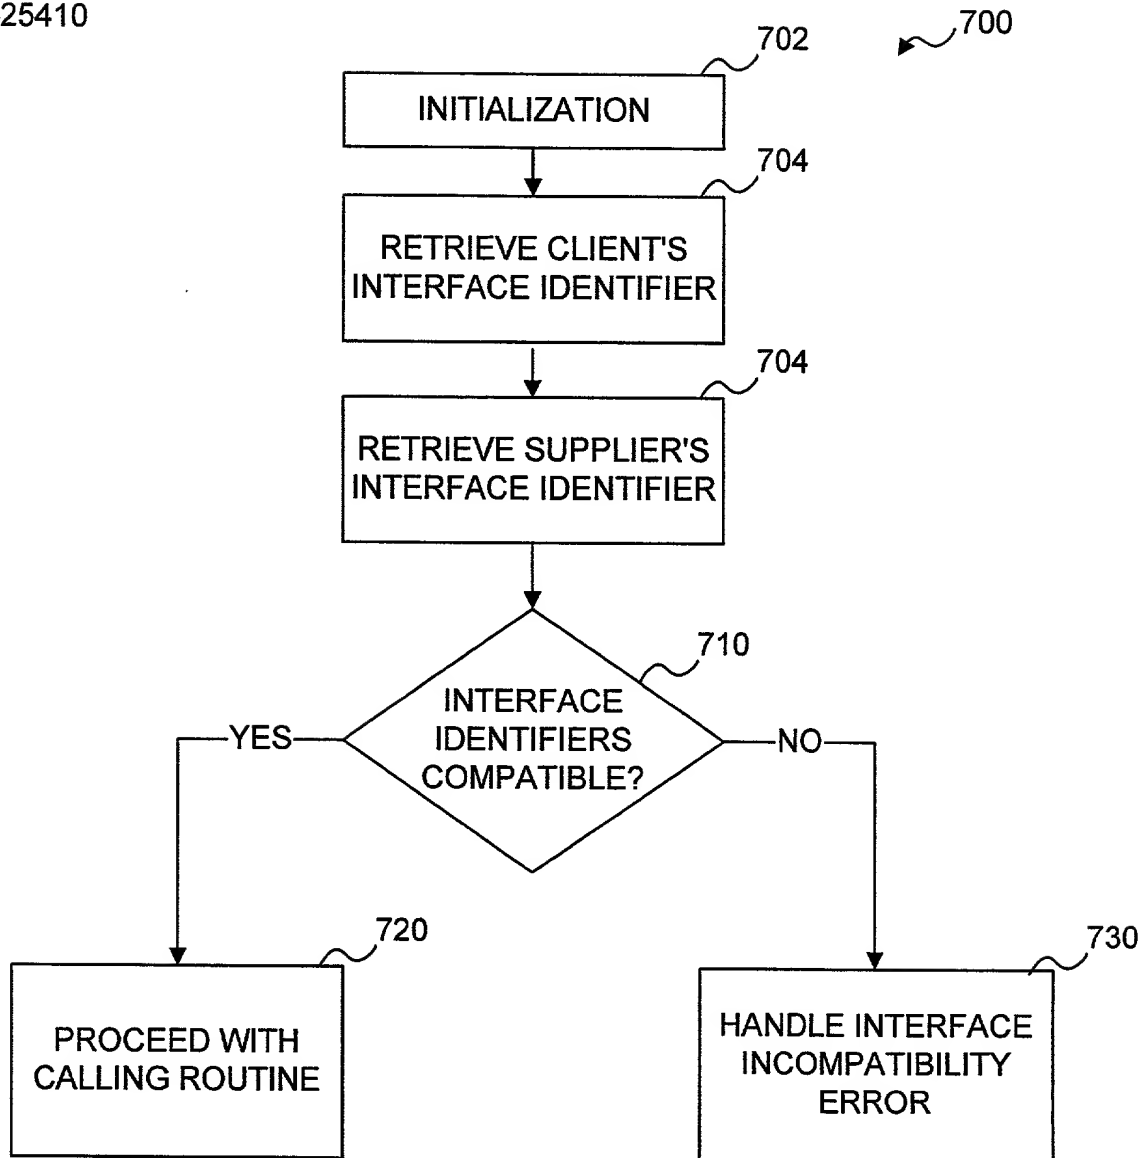 25410
700
702
INITIALIZATION
704
RETRIEVE CLIENT'S
INTERFACE IDENTIFIER
704
RETRIEVE SUPPLIER'S
INTERFACE IDENTIFIER
710
INTERFACE
IDENTIFIERS
COMPATIBLE?
YES
NO
720
PROCEED WITH
CALLING ROUTINE
730
HANDLE INTERFACE
INCOMPATIBILITY
ERROR